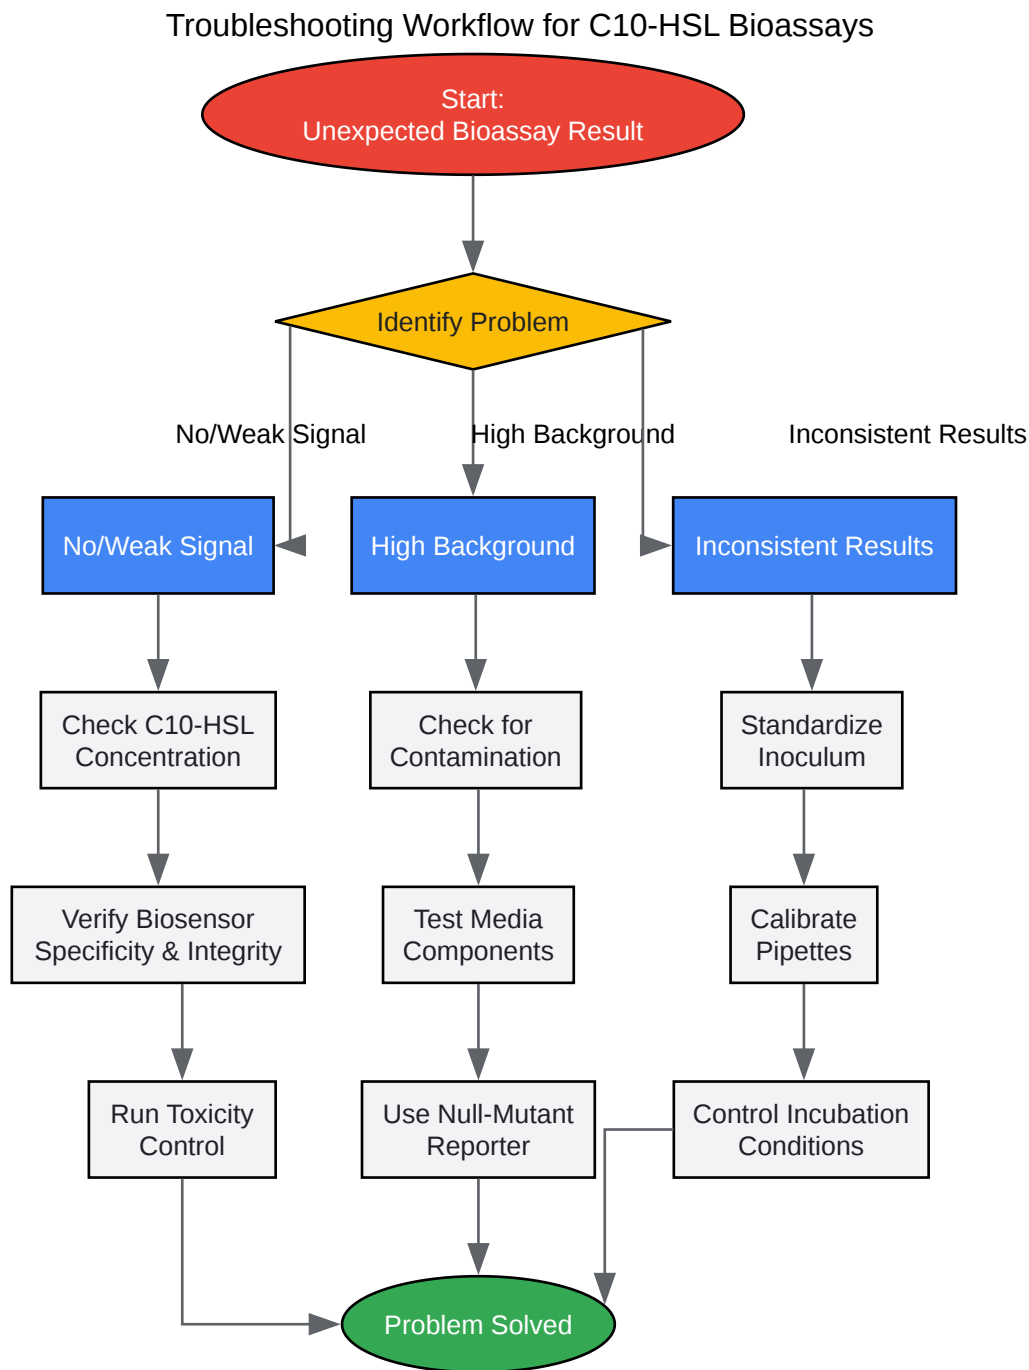 Troubleshooting Workflow for C10-HSL Bioassays
Start:
Unexpected Bioassay Result
Identify Problem
No/Weak Signal
High Background
Inconsistent Results
No/Weak Signal
High Background
Inconsistent Results
Check C10-HSL
Concentration
Check for
Contamination
Standardize
Inoculum
Verify Biosensor
Specificity & Integrity
Test Media
Components
Calibrate
Pipettes
Run Toxicity
Control
Use Null-Mutant
Reporter
Control Incubation
Conditions
Problem Solved